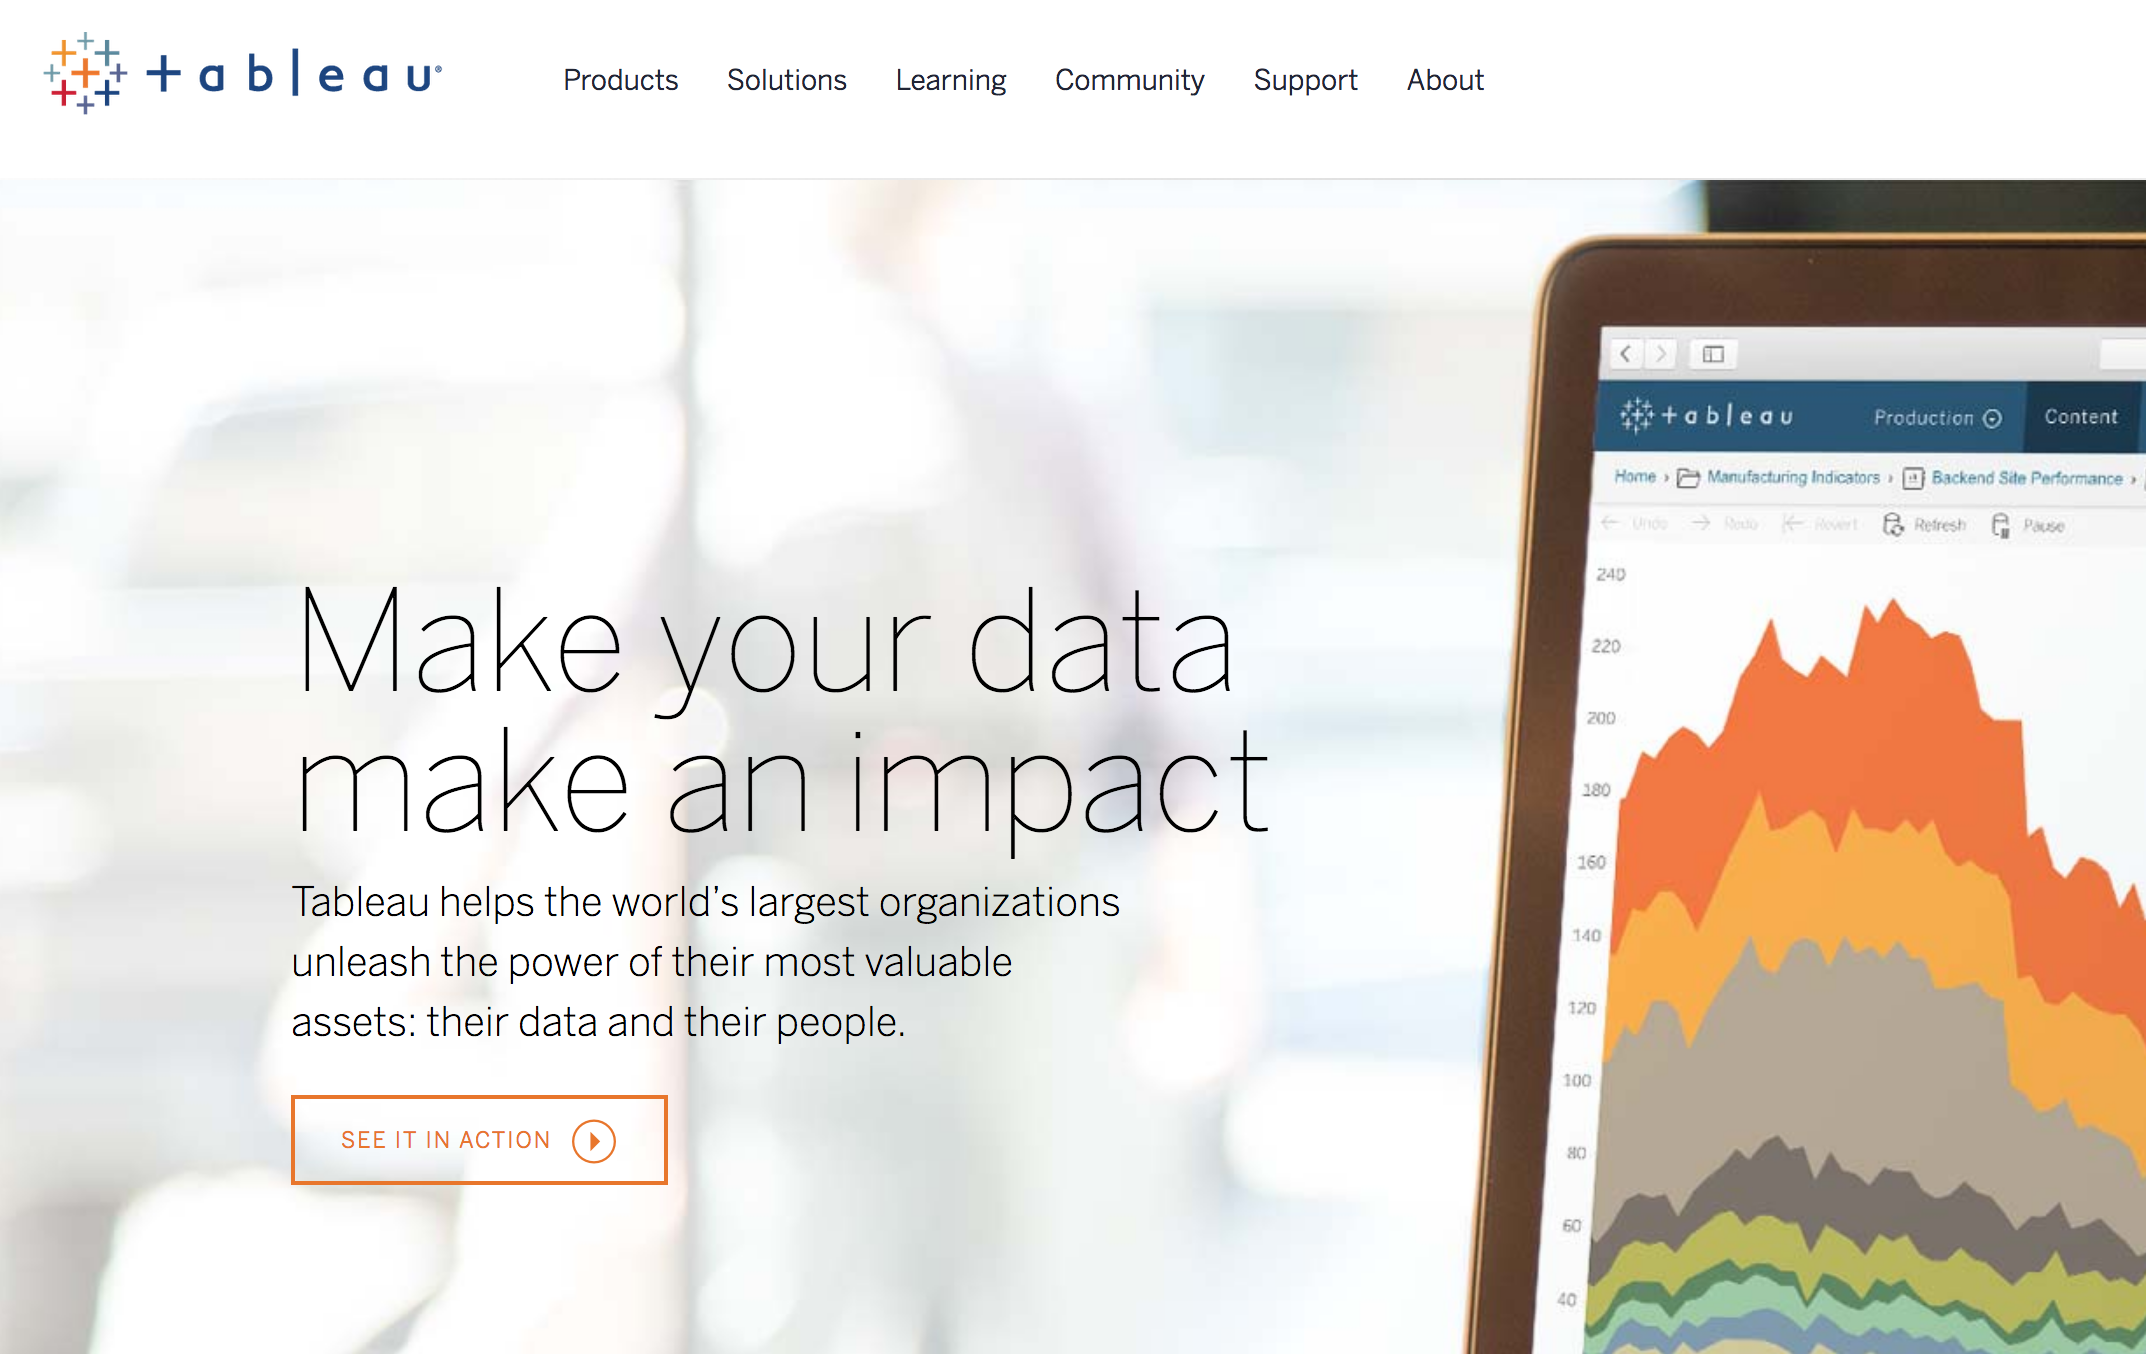 +ableau®
Products Solutions Learning Community Support About
Make your data
make an impact
Tableau helps the world's largest organizations
unleash the power of their most valuable
assets: their data and their people.
SEE IT IN ACTION
+ableau Production Content
Home › Manufacturing Indicators › Backend Site Performance ›
Undo Redo Revert Refresh Pause
240
220
200
180
160
140
120
100
80
60
40